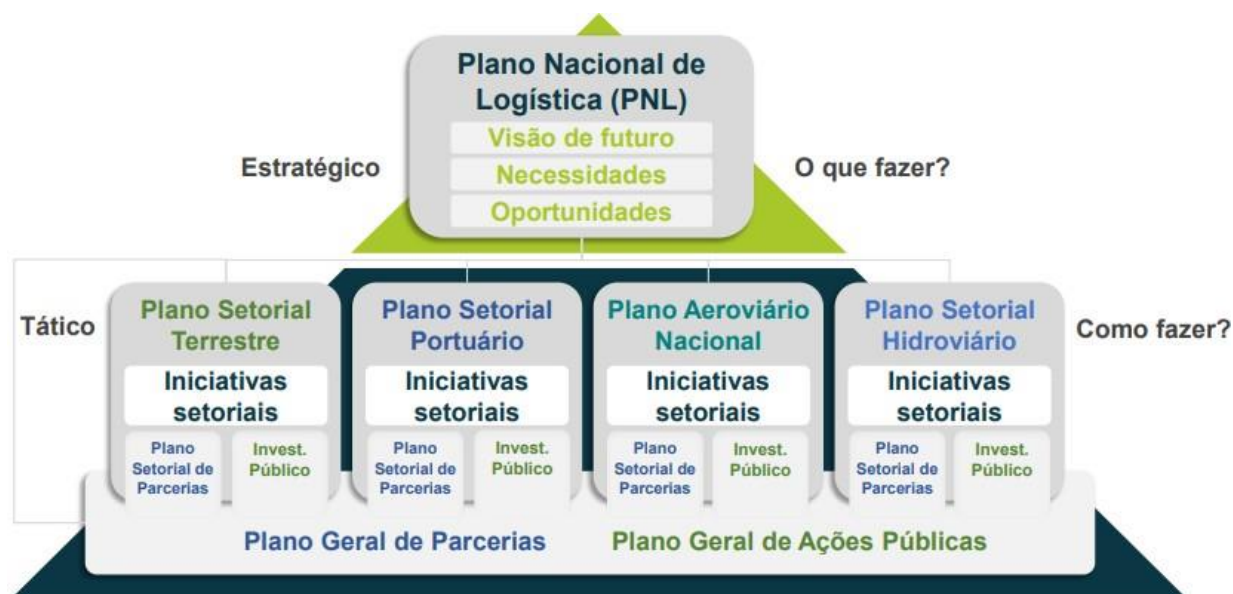 Plano Nacional de
Logística (PNL)
Visão de futuro
Estratégico
Necessidades
O que fazer?
Oportunidades
Tático
Plano Setorial
Terrestre
Iniciativas
setoriais
Plano
Setorial de
Parcerias
Invest.
Público
Plano Setorial
Portuário
Iniciativas
setoriais
Plano
Setorial de
Parcerias
Invest.
Público
Plano Aeroviário
Nacional
Iniciativas
setoriais
Plano
Setorial de
Parcerias
Invest.
Público
Plano Setorial
Hidroviário
Iniciativas
setoriais
Plano
Setorial de
Parcerias
Invest.
Público
Como fazer?
Plano Geral de Parcerias
Plano Geral de Ações Públicas